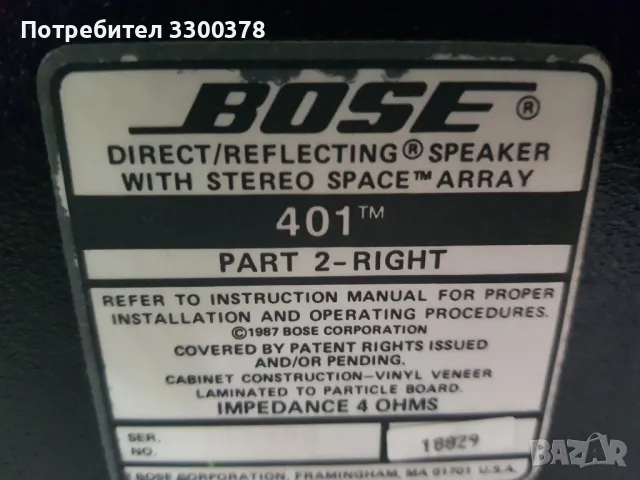 Потребител 3300378
BOSE®
DIRECT/REFLECTING® SPEAKER
WITH STEREO SPACE™ ARRAY
401™
PART 2-RIGHT
REFER TO INSTRUCTION MANUAL FOR PROPER
INSTALLATION AND OPERATING PROCEDURES.
©1987 BOSE CORPORATION
COVERED BY PATENT RIGHTS ISSUED
AND/OR PENDING.
CABINET CONSTRUCTION-VINYL VENEER
LAMINATED TO PARTICLE BOARD.
IMPEDANCE 4 OHMS
SER.
NO. 18829
BOSE CORPORATION, FRAMINGHAM, MA 01701 U.S.A.
BAZAR